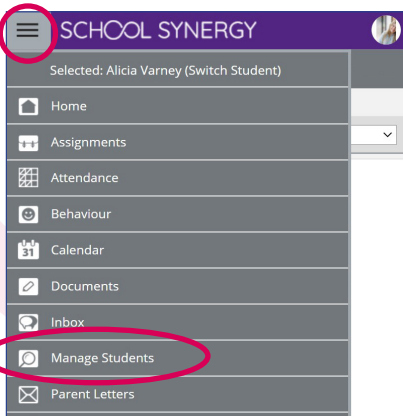 SCHOOL SYNERGY
Selected: Alicia Varney (Switch Student)
Home
Assignments
Attendance
Behaviour
31 Calendar
Documents
Inbox
Manage Students
Parent Letters